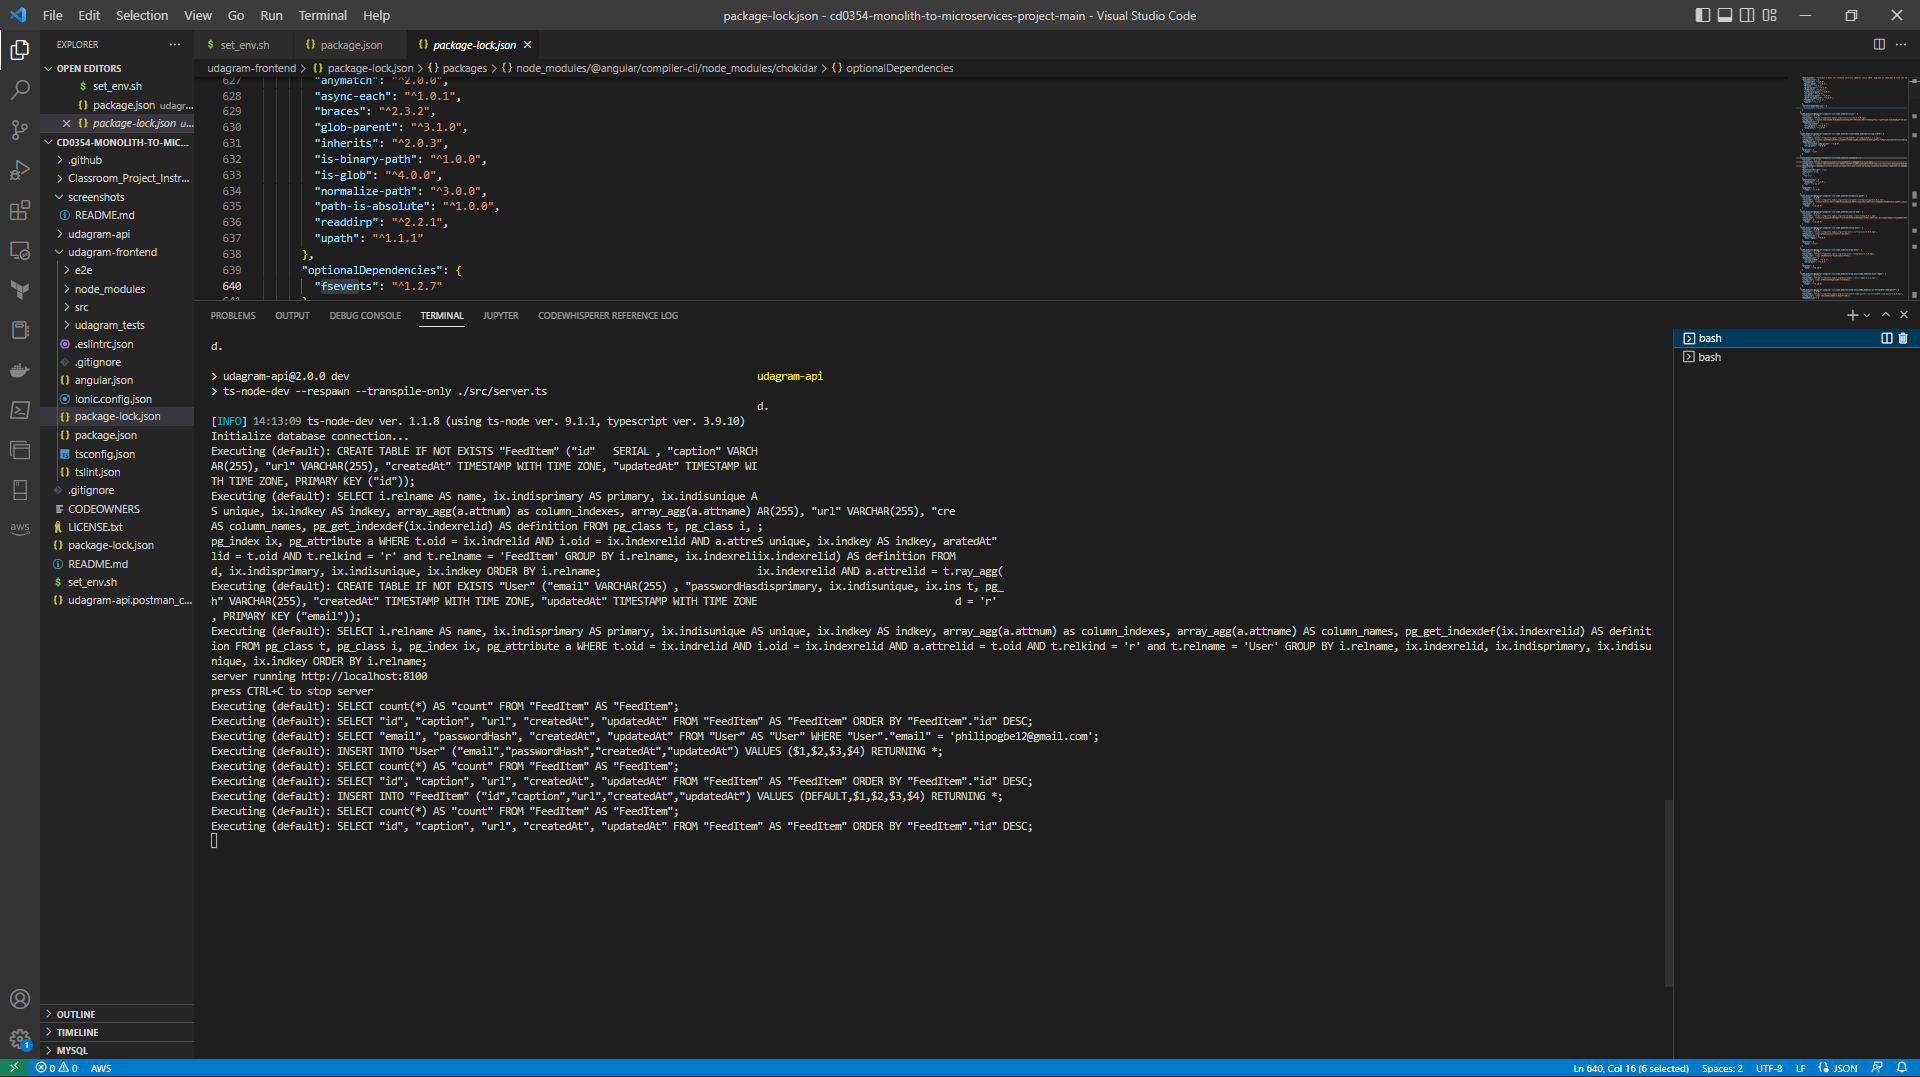 File Edit Selection View Go Run Terminal Help
package-lock.json - cd0354-monolith-to-microservices-project-main - Visual Studio Code
EXPLORER
OPEN EDITORS
$ set_env.sh
{} package.json udagr...
{} package-lock.json u...
CD0354-MONOLITH-TO-MIC...
.github
Classroom_Project_Instr...
screenshots
README.md
udagram-api
udagram-frontend
e2e
node_modules
src
udagram_tests
.eslintrc.json
.gitignore
angular.json
ionic.config.json
package-lock.json
package.json
tsconfig.json
tslint.json
.gitignore
CODEOWNERS
LICENSE.txt
package-lock.json
README.md
$ set_env.sh
udagram-api.postman_c...
OUTLINE
TIMELINE
MYSQL
aws
$ set_env.sh {} package.json {} package-lock.json
udagram-frontend > {} package-lock.json > {} packages > {} node_modules/@angular/compiler-cli/node_modules/chokidar > {} optionalDependencies
627 "anymatch": "^2.0.0",
628 "async-each": "^1.0.1",
629 "braces": "^2.3.2",
630 "glob-parent": "^3.1.0",
631 "inherits": "^2.0.3",
632 "is-binary-path": "^1.0.0",
633 "is-glob": "^4.0.0",
634 "normalize-path": "^3.0.0",
635 "path-is-absolute": "^1.0.0",
636 "readdirp": "^2.2.1",
637 "upath": "^1.1.1"
638 },
639 "optionalDependencies": {
640 "fsevents": "^1.2.7"
641 }
PROBLEMS OUTPUT DEBUG CONSOLE TERMINAL JUPYTER CODEWHISPERER REFERENCE LOG
bash
bash
d.
> udagram-api@2.0.0 dev udagram-api
> ts-node-dev --respawn --transpile-only ./src/server.ts
d.
[INFO] 14:13:09 ts-node-dev ver. 1.1.8 (using ts-node ver. 9.1.1, typescript ver. 3.9.10)
Initialize database connection...
Executing (default): CREATE TABLE IF NOT EXISTS "FeedItem" ("id"   SERIAL , "caption" VARCH
AR(255), "url" VARCHAR(255), "createdAt" TIMESTAMP WITH TIME ZONE, "updatedAt" TIMESTAMP WI
TH TIME ZONE, PRIMARY KEY ("id"));
Executing (default): SELECT i.relname AS name, ix.indisprimary AS primary, ix.indisunique A
S unique, ix.indkey AS indkey, array_agg(a.attnum) as column_indexes, array_agg(a.attname) AR(255), "url" VARCHAR(255), "cre
AS column_names, pg_get_indexdef(ix.indexrelid) AS definition FROM pg_class t, pg_class i, ;
pg_index ix, pg_attribute a WHERE t.oid = ix.indrelid AND i.oid = ix.indexrelid AND a.attreS unique, ix.indkey AS indkey, aratedAt"
lid = t.oid AND t.relkind = 'r' and t.relname = 'FeedItem' GROUP BY i.relname, ix.indexreliix.indexrelid) AS definition FROM
d, ix.indisprimary, ix.indisunique, ix.indkey ORDER BY i.relname; ix.indexrelid AND a.attrelid = t.ray_agg(
Executing (default): CREATE TABLE IF NOT EXISTS "User" ("email" VARCHAR(255) , "passwordHasdisprimary, ix.indisunique, ix.ins t, pg_
h" VARCHAR(255), "createdAt" TIMESTAMP WITH TIME ZONE, "updatedAt" TIMESTAMP WITH TIME ZONE d = 'r'
, PRIMARY KEY ("email"));
Executing (default): SELECT i.relname AS name, ix.indisprimary AS primary, ix.indisunique AS unique, ix.indkey AS indkey, array_agg(a.attnum) as column_indexes, array_agg(a.attname) AS column_names, pg_get_indexdef(ix.indexrelid) AS definit
ion FROM pg_class t, pg_class i, pg_index ix, pg_attribute a WHERE t.oid = ix.indrelid AND i.oid = ix.indexrelid AND a.attrelid = t.oid AND t.relkind = 'r' and t.relname = 'User' GROUP BY i.relname, ix.indexrelid, ix.indisprimary, ix.indisu
nique, ix.indkey ORDER BY i.relname;
server running http://localhost:8100
press CTRL+C to stop server
Executing (default): SELECT count(*) AS "count" FROM "FeedItem" AS "FeedItem";
Executing (default): SELECT "id", "caption", "url", "createdAt", "updatedAt" FROM "FeedItem" AS "FeedItem" ORDER BY "FeedItem"."id" DESC;
Executing (default): SELECT "email", "passwordHash", "createdAt", "updatedAt" FROM "User" AS "User" WHERE "User"."email" = 'philipogbe12@gmail.com';
Executing (default): INSERT INTO "User" ("email","passwordHash","createdAt","updatedAt") VALUES ($1,$2,$3,$4) RETURNING *;
Executing (default): SELECT count(*) AS "count" FROM "FeedItem" AS "FeedItem";
Executing (default): SELECT "id", "caption", "url", "createdAt", "updatedAt" FROM "FeedItem" AS "FeedItem" ORDER BY "FeedItem"."id" DESC;
Executing (default): INSERT INTO "FeedItem" ("id","caption","url","createdAt","updatedAt") VALUES (DEFAULT,$1,$2,$3,$4) RETURNING *;
Executing (default): SELECT count(*) AS "count" FROM "FeedItem" AS "FeedItem";
Executing (default): SELECT "id", "caption", "url", "createdAt", "updatedAt" FROM "FeedItem" AS "FeedItem" ORDER BY "FeedItem"."id" DESC;
1
0 0 AWS
Ln 640, Col 16 (6 selected) Spaces: 2 UTF-8 LF {} JSON